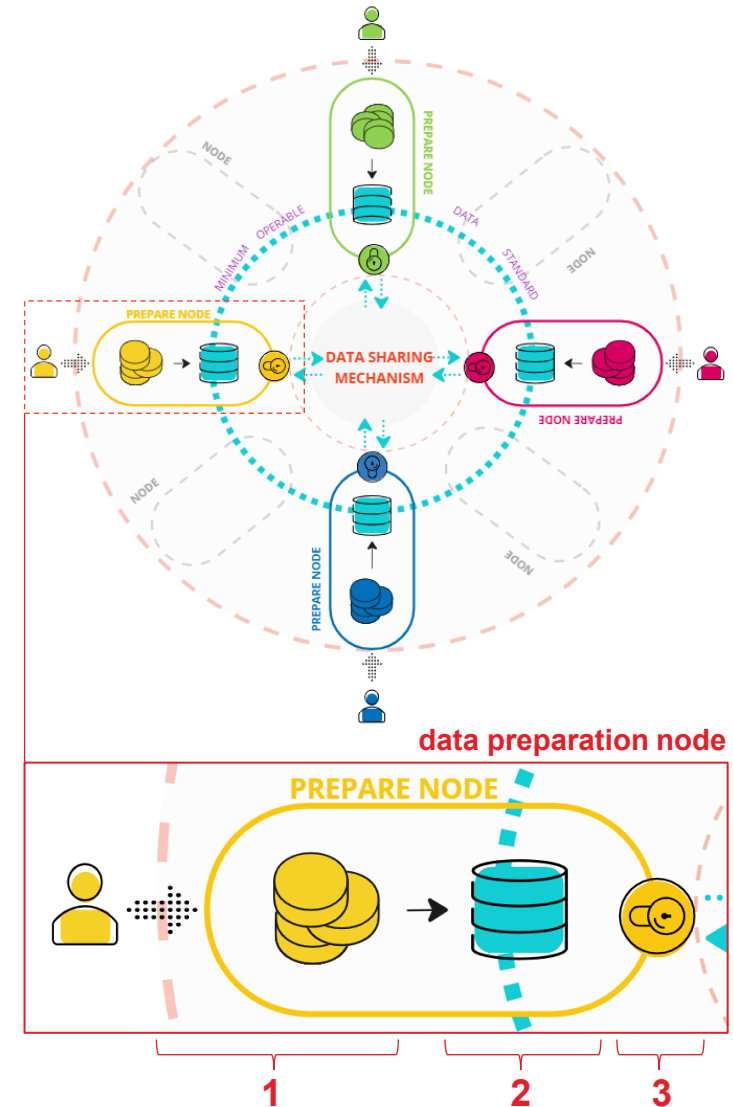 PREPARE NODE
NODE
OPERABLE
DATA
MINIMUM
STANDARD
NODE
PREPARE NODE
DATA SHARING
MECHANISM
PREPARE NODE
NODE
PREPARE NODE
NODE
data preparation node
PREPARE NODE
1
2
3